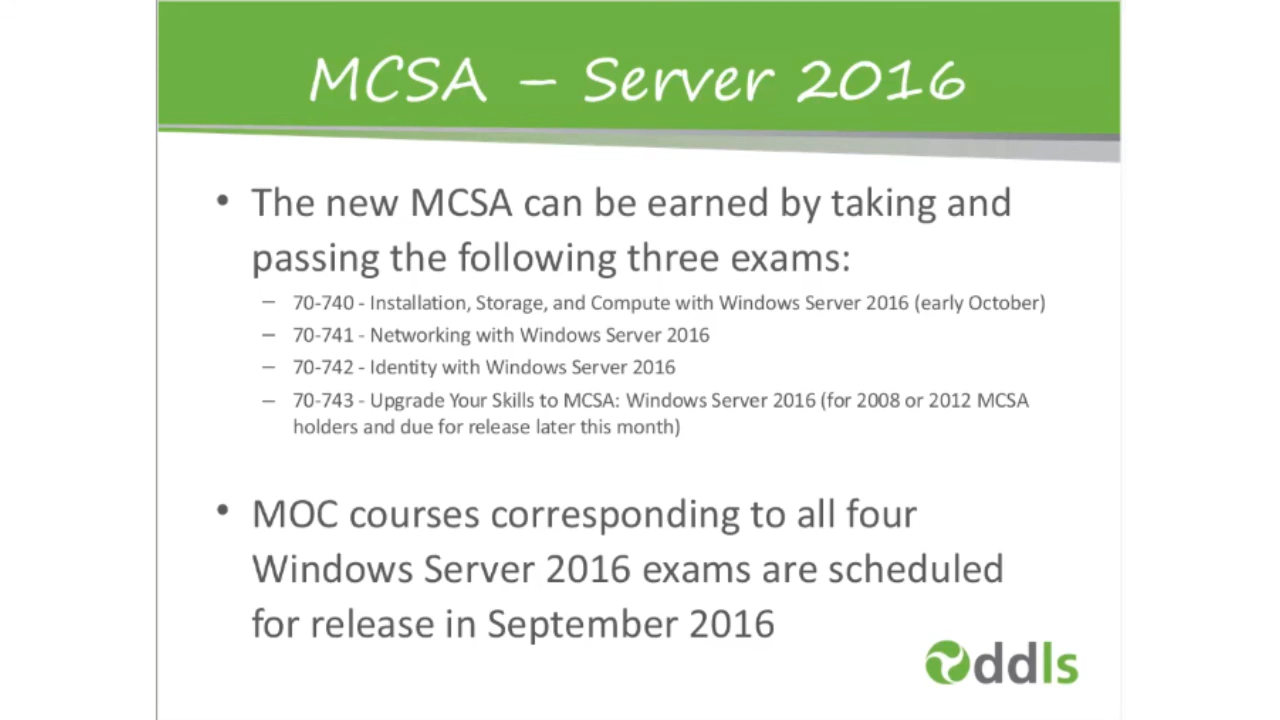 MCSA – Server 2016
• The new MCSA can be earned by taking and
passing the following three exams:
– 70-740 - Installation, Storage, and Compute with Windows Server 2016 (early October)
– 70-741 - Networking with Windows Server 2016
– 70-742 - Identity with Windows Server 2016
– 70-743 - Upgrade Your Skills to MCSA: Windows Server 2016 (for 2008 or 2012 MCSA
holders and due for release later this month)
• MOC courses corresponding to all four
Windows Server 2016 exams are scheduled
for release in September 2016
ddls